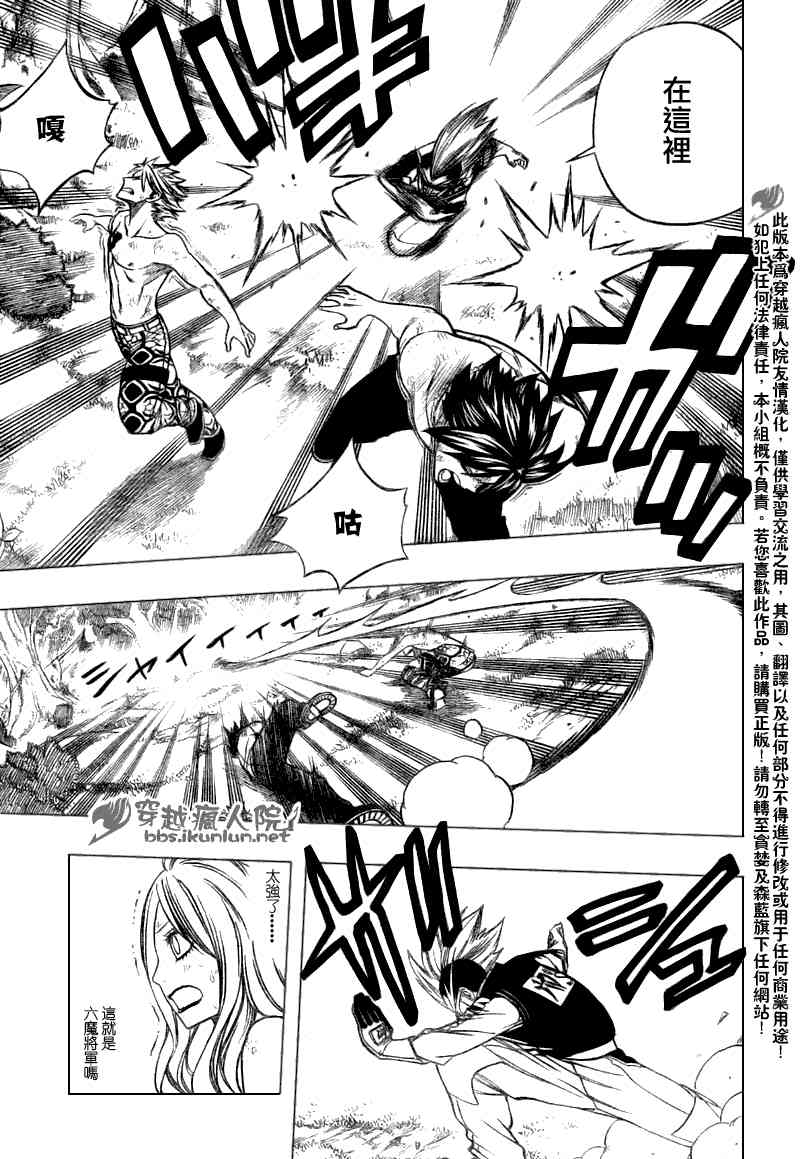 在這裡
嘎
ガガッ
咕
シャイィィィ
太強了……
這就是
六魔將軍嗎
穿越瘋人院
bbs.ikunlun.net
此版本爲穿越瘋人院友情漢化，僅供學習交流之用，其圖、翻譯以及任何部分不得進行修改或用于任何商業用途！
如犯上任何法律責任，本小組概不負責。若您喜歡此作品，請購買正版！請勿轉至貪婪及森藍旗下任何網站！